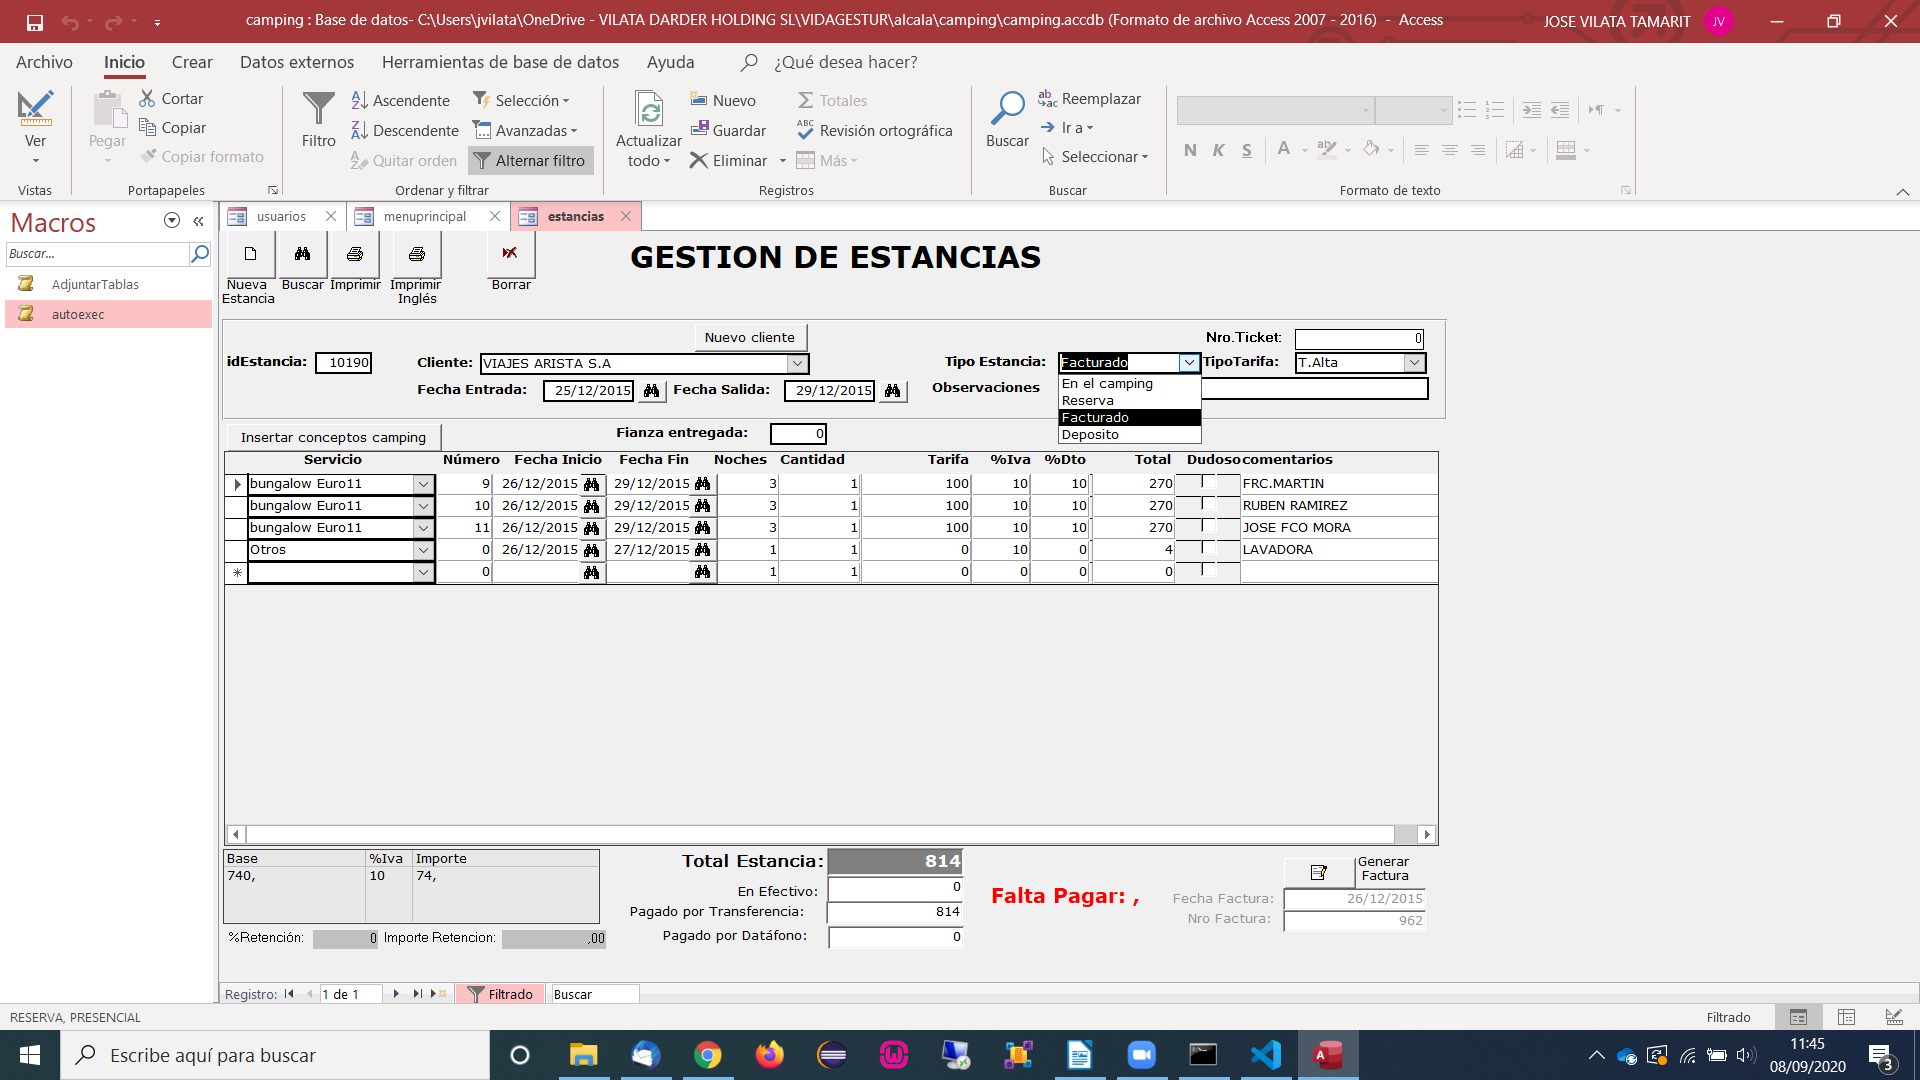 camping : Base de datos- C:\Users\jvilata\OneDrive - VILATA DARDER HOLDING SL\VIDAGESTUR\alcala\camping\camping.accdb (Formato de archivo Access 2007 - 2016) - Access
JOSE VILATA TAMARIT JV
Archivo Inicio Crear Datos externos Herramientas de base de datos Ayuda ¿Qué desea hacer?
Ver
Vistas
Pegar
Cortar
Copiar
Copiar formato
Portapapeles
Filtro
Ascendente
Descendente
Quitar orden
Selección
Avanzadas
Alternar filtro
Ordenar y filtrar
Actualizar
todo
Nuevo
Guardar
Eliminar
Totales
Revisión ortográfica
Más
Registros
Buscar
Reemplazar
Ir a
Seleccionar
Buscar
N K S A
Formato de texto
Macros
Buscar...
AdjuntarTablas
autoexec
usuarios menuprincipal estancias
Nueva
Estancia
Buscar
Imprimir
Imprimir
Inglés
Borrar
GESTION DE ESTANCIAS
Nuevo cliente
Nro.Ticket: 0
idEstancia: 10190 Cliente: VIAJES ARISTA S.A Tipo Estancia: Facturado TipoTarifa: T.Alta
Fecha Entrada: 25/12/2015 Fecha Salida: 29/12/2015 Observaciones
En el camping
Reserva
Facturado
Deposito
Insertar conceptos camping Fianza entregada: 0
Servicio Número Fecha Inicio Fecha Fin Noches Cantidad Tarifa %Iva %Dto Total Dudoso comentarios
bungalow Euro11 9 26/12/2015 29/12/2015 3 1 100 10 10 270 FRC.MARTIN
bungalow Euro11 10 26/12/2015 29/12/2015 3 1 100 10 10 270 RUBEN RAMIREZ
bungalow Euro11 11 26/12/2015 29/12/2015 3 1 100 10 10 270 JOSE FCO MORA
Otros 0 26/12/2015 27/12/2015 1 1 0 10 0 4 LAVADORA
0 1 1 0 0 0 0
Base %Iva Importe
740, 10 74,
%Retención: 0 Importe Retencion: ,00
Total Estancia: 814
En Efectivo: 0
Pagado por Transferencia: 814
Pagado por Datáfono: 0
Falta Pagar: ,
Generar
Factura
Fecha Factura: 26/12/2015
Nro Factura: 962
Registro: 1 de 1 Filtrado Buscar
RESERVA, PRESENCIAL
Filtrado
Escribe aquí para buscar
11:45
08/09/2020
3